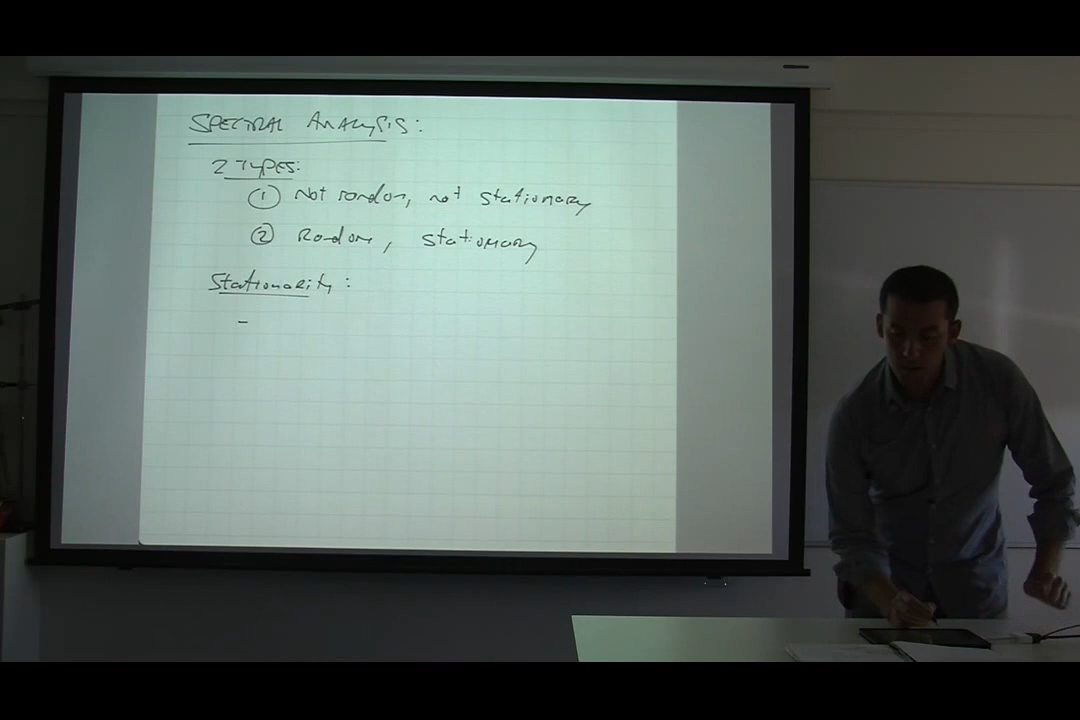 SPECTRAL ANALYSIS:
2 TYPES:
① Not random, not stationary
② Random, stationary
Stationarity:
-